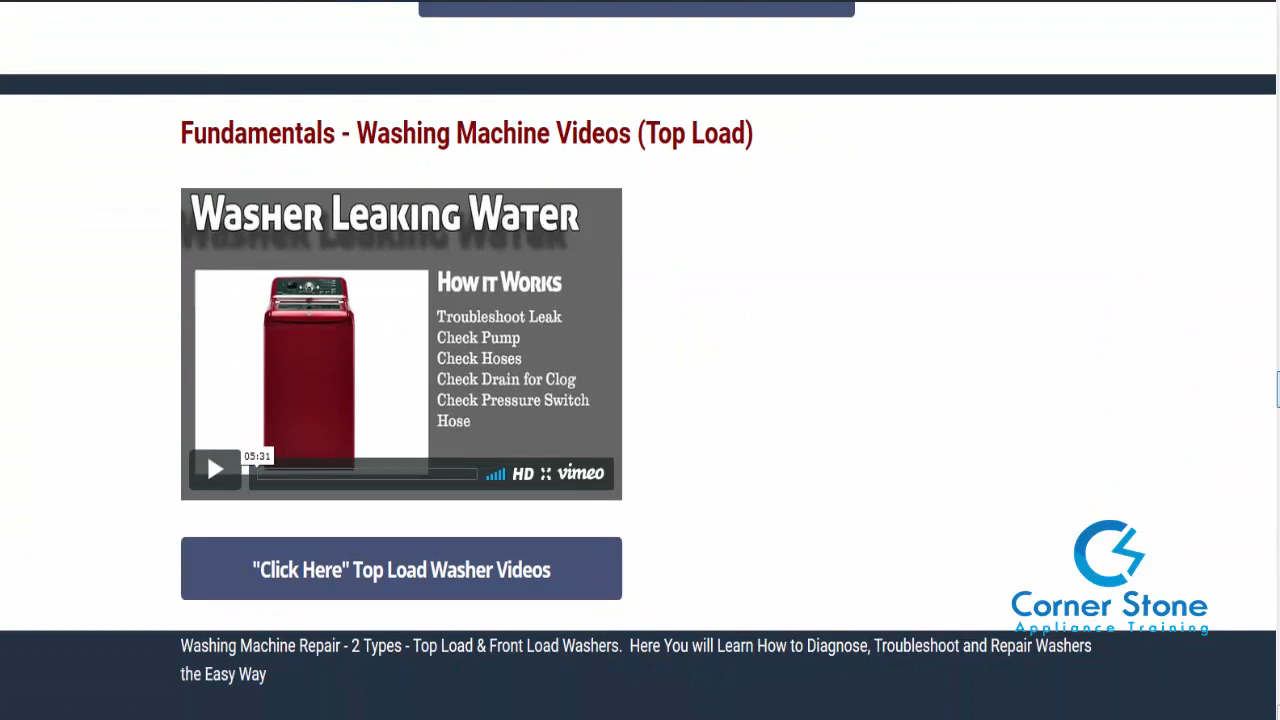 Fundamentals - Washing Machine Videos (Top Load)
Washer Leaking Water
How it Works
Troubleshoot Leak
Check Pump
Check Hoses
Check Drain for Clog
Check Pressure Switch
Hose
05:31
HD vimeo
"Click Here" Top Load Washer Videos
Corner Stone
Appliance Training
Washing Machine Repair - 2 Types - Top Load & Front Load Washers. Here You will Learn How to Diagnose, Troubleshoot and Repair Washers
the Easy Way